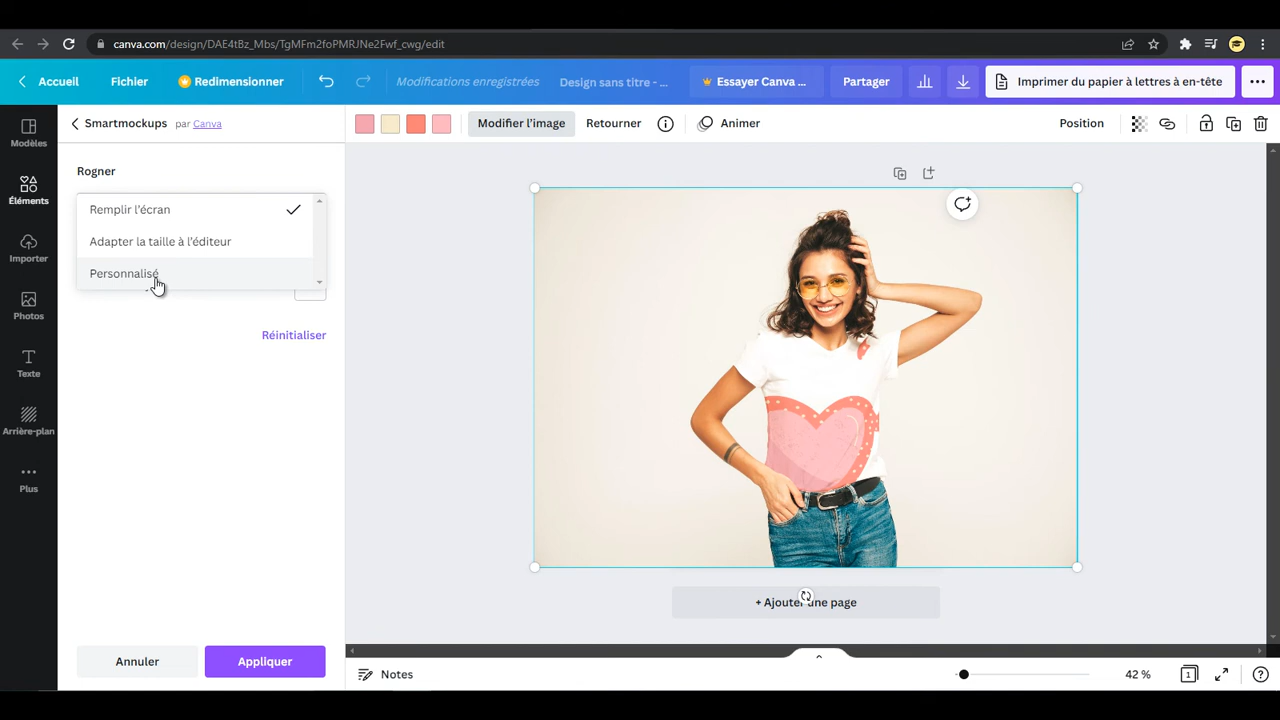 canva.com/design/DAE4tBz_Mbs/TgMFm2foPMRJNe2Fwf_cwg/edit
Accueil Fichier Redimensionner Modifications enregistrées Design sans titre - ... Essayer Canva ... Partager Imprimer du papier à lettres à en-tête
Modèles
Éléments
Importer
Photos
Texte
Arrière-plan
Plus
Smartmockups par Canva
Rogner
Remplir l'écran
Adapter la taille à l'éditeur
Personnalisé
Réinitialiser
Annuler Appliquer
Modifier l'image Retourner Animer Position
+ Ajouter une page
Notes 42 % 1